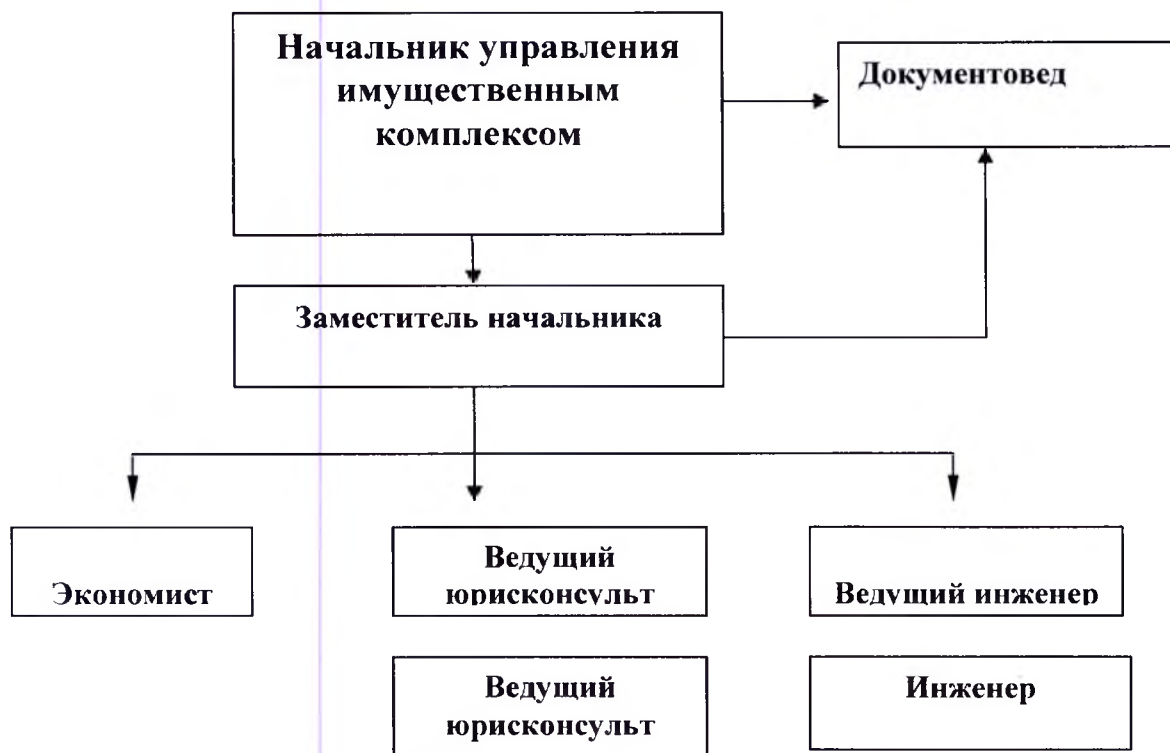 Начальник управления
имущественным
комплексом
Документовед
Заместитель начальника
Экономист
Ведущий
юрисконсульт
Ведущий инженер
Ведущий
юрисконсульт
Инженер